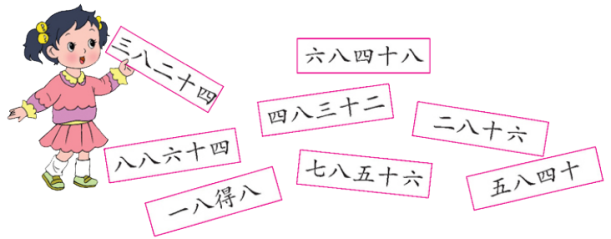 三八二十四
六八四十八
四八三十二
二八十六
八八六十四
七八五十六
五八四十
一八得八